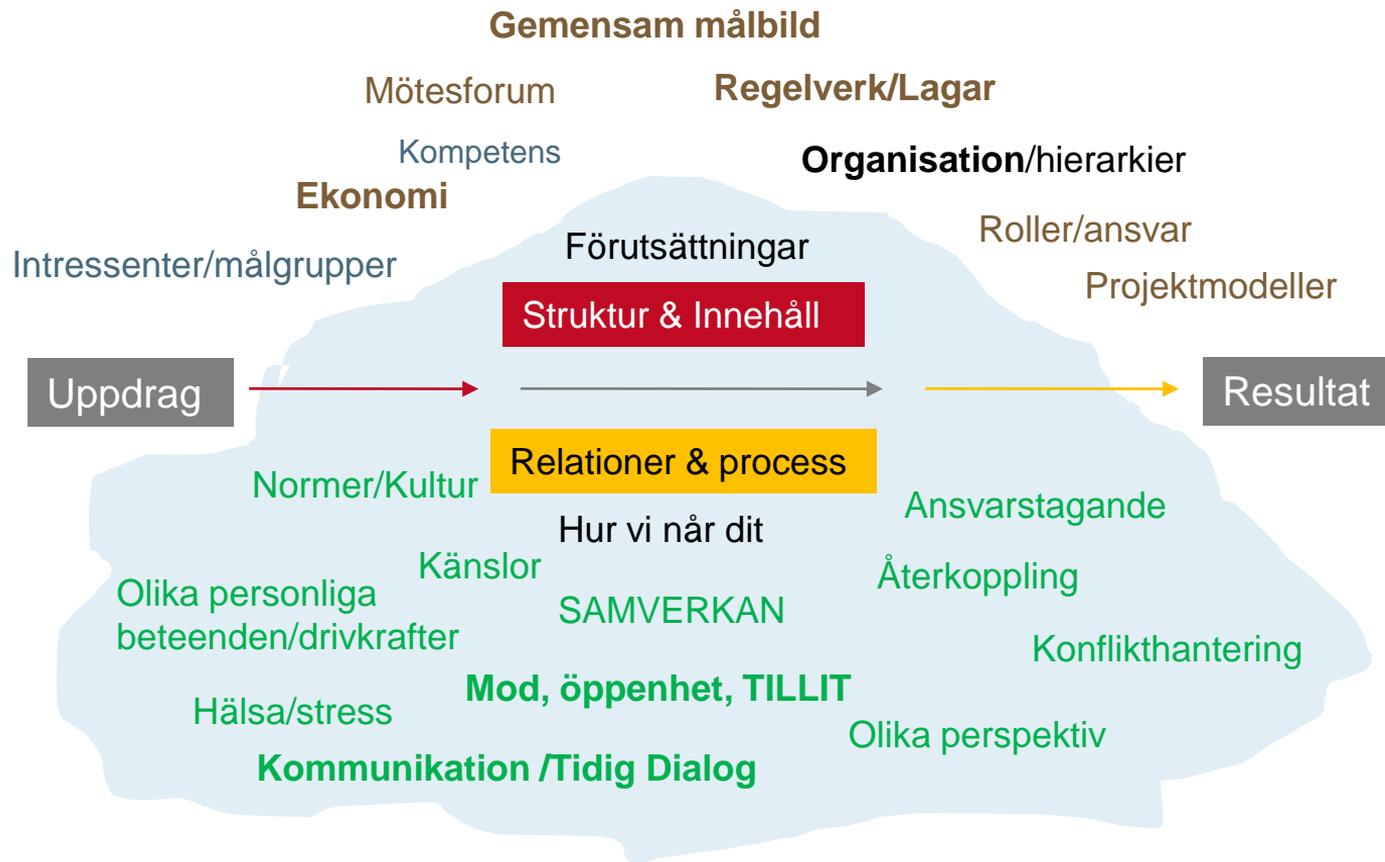 Gemensam målbild
Mötesforum
Regelverk/Lagar
Kompetens
Organisation/hierarkier
Ekonomi
Roller/ansvar
Förutsättningar
Intressenter/målgrupper
Projektmodeller
Struktur & Innehåll
Uppdrag
Resultat
Relationer & process
Normer/Kultur
Ansvarstagande
Hur vi når dit
Känslor
Återkoppling
Olika personliga
beteenden/drivkrafter
SAMVERKAN
Konflikthantering
Mod, öppenhet, TILLIT
Hälsa/stress
Olika perspektiv
Kommunikation /Tidig Dialog